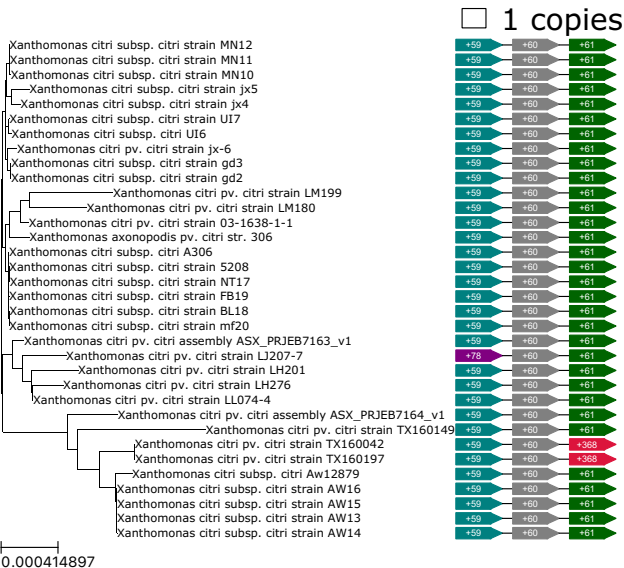 1 copies
Xanthomonas citri subsp. citri strain MN12 +59 +60 +61
Xanthomonas citri subsp. citri strain MN11 +59 +60 +61
Xanthomonas citri subsp. citri strain MN10 +59 +60 +61
Xanthomonas citri subsp. citri strain jx5 +59 +60 +61
Xanthomonas citri subsp. citri strain jx4 +59 +60 +61
Xanthomonas citri subsp. citri strain UI7 +59 +60 +61
Xanthomonas citri subsp. citri UI6 +59 +60 +61
Xanthomonas citri pv. citri strain jx-6 +59 +60 +61
Xanthomonas citri subsp. citri strain gd3 +59 +60 +61
Xanthomonas citri subsp. citri strain gd2 +59 +60 +61
Xanthomonas citri pv. citri strain LM199 +59 +60 +61
Xanthomonas citri pv. citri strain LM180 +59 +60 +61
Xanthomonas citri pv. citri strain 03-1638-1-1 +59 +60 +61
Xanthomonas axonopodis pv. citri str. 306 +59 +60 +61
Xanthomonas citri subsp. citri A306 +59 +60 +61
Xanthomonas citri subsp. citri strain 5208 +59 +60 +61
Xanthomonas citri subsp. citri strain NT17 +59 +60 +61
Xanthomonas citri subsp. citri strain FB19 +59 +60 +61
Xanthomonas citri subsp. citri strain BL18 +59 +60 +61
Xanthomonas citri subsp. citri strain mf20 +59 +60 +61
Xanthomonas citri pv. citri assembly ASX_PRJEB7163_v1 +59 +60 +61
Xanthomonas citri pv. citri strain LJ207-7 +78 +60 +61
Xanthomonas citri pv. citri strain LH201 +59 +60 +61
Xanthomonas citri pv. citri strain LH276 +59 +60 +61
Xanthomonas citri pv. citri strain LL074-4 +59 +60 +61
Xanthomonas citri pv. citri assembly ASX_PRJEB7164_v1 +59 +60 +61
Xanthomonas citri pv. citri strain TX160149 +59 +60 +61
Xanthomonas citri pv. citri strain TX160042 +59 +60 +368
Xanthomonas citri pv. citri strain TX160197 +59 +60 +368
Xanthomonas citri subsp. citri Aw12879 +59 +60 +61
Xanthomonas citri subsp. citri strain AW16 +59 +60 +61
Xanthomonas citri subsp. citri strain AW15 +59 +60 +61
Xanthomonas citri subsp. citri strain AW13 +59 +60 +61
Xanthomonas citri subsp. citri strain AW14 +59 +60 +61
0.000414897